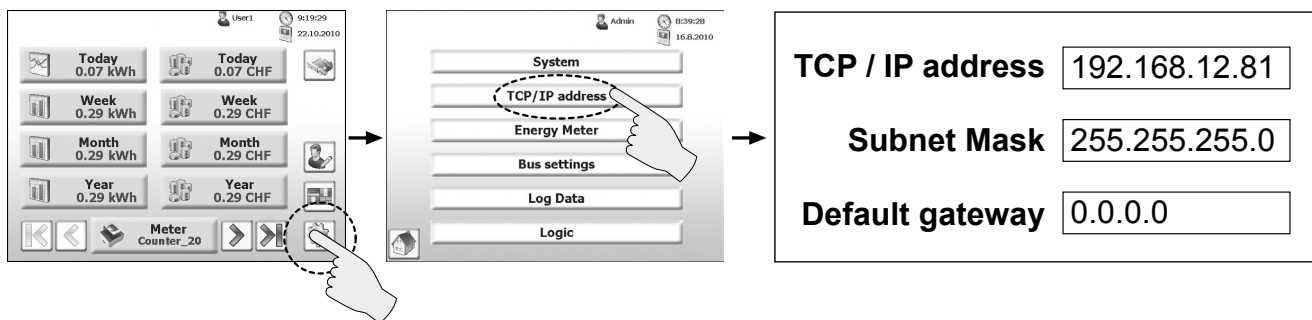 User1
9:19:29
22.10.2010
Today
0.07 kWh
Today
0.07 CHF
Week
0.29 kWh
Week
0.29 CHF
Month
0.29 kWh
Month
0.29 CHF
Year
0.29 kWh
Year
0.29 CHF
Meter
Counter_20
Admin
8:39:28
16.8.2010
System
TCP/IP address
Energy Meter
Bus settings
Log Data
Logic
TCP / IP address 192.168.12.81
Subnet Mask 255.255.255.0
Default gateway 0.0.0.0